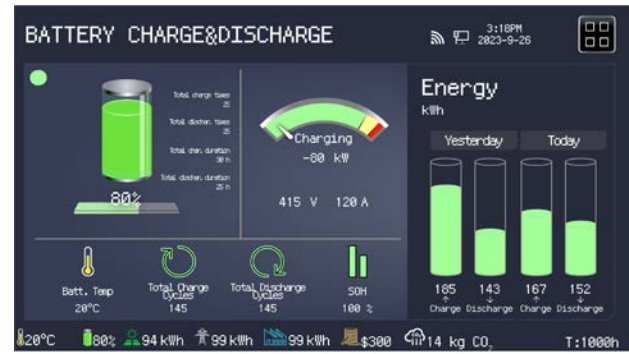 BATTERY CHARGE&DISCHARGE
3:18PM
2023-9-26
Total charge times
25
Total dischar. times
25
Total char. duration
30 h
Total dischar. duration
25 h
80%
Charging
-80 kW
415 V 120 A
Batt. Temp
20°C
Total Charge
Cycles
145
Total Discharge
Cycles
145
SOH
100 %
Energy
kWh
Yesterday Today
185 143 167 152
↑ ↓ ↑ ↓
Charge Discharge Charge Discharge
20°C 80% 94 kWh 99 kWh 99 kWh $300 14 kg CO₂ T:1000h